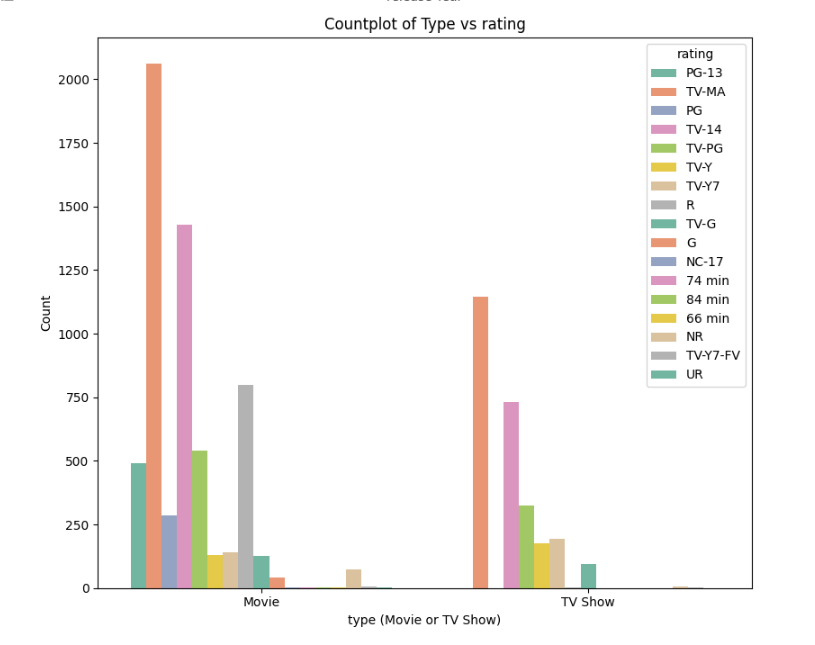 Countplot of Type vs rating
rating
PG-13
TV-MA
PG
TV-14
TV-PG
TV-Y
TV-Y7
R
TV-G
G
NC-17
74 min
84 min
66 min
NR
TV-Y7-FV
UR
2000
1750
1500
1250
1000
750
500
250
0
Count
Movie
TV Show
type (Movie or TV Show)